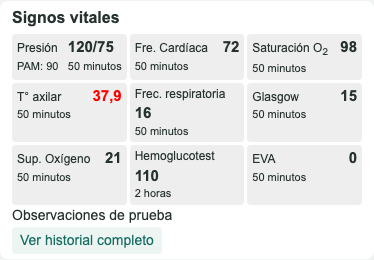 Signos vitales
Presión 120/75
PAM: 90 50 minutos
Fre. Cardíaca 72
50 minutos
Saturación O₂ 98
50 minutos
T° axilar 37,9
50 minutos
Frec. respiratoria
16
50 minutos
Glasgow 15
50 minutos
Sup. Oxígeno 21
50 minutos
Hemoglucotest
110
2 horas
EVA 0
50 minutos
Observaciones de prueba
Ver historial completo